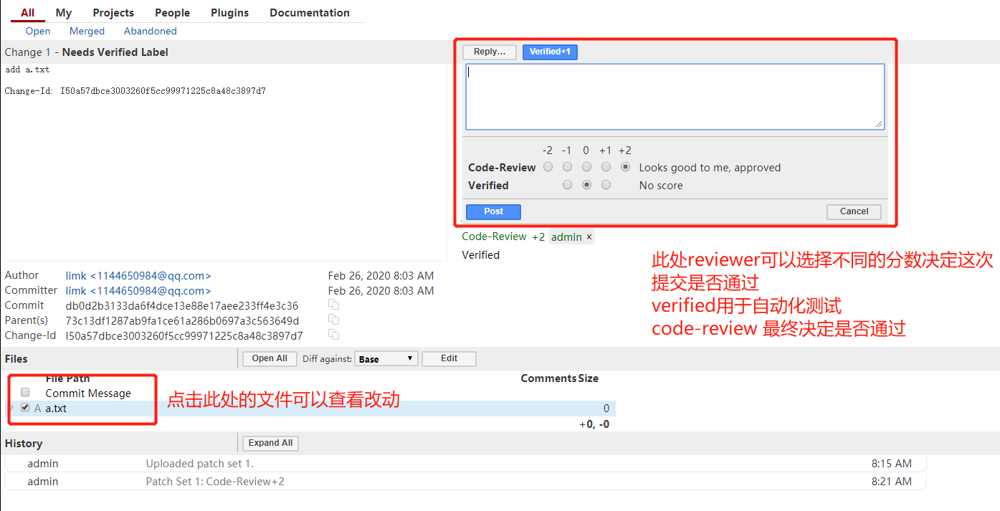 All My Projects People Plugins Documentation
Open Merged Abandoned
Change 1 - Needs Verified Label
Reply... Verified+1
add a.txt
Change-Id: I50a57dbce3003260f5cc99971225c8a48c3897d7
-2 -1 0 +1 +2
Code-Review Looks good to me, approved
Verified No score
Post Cancel
Code-Review +2 admin ×
Verified
此处reviewer可以选择不同的分数决定这次
提交是否通过
verified用于自动化测试
code-review 最终决定是否通过
Author limk <1144650984@qq.com> Feb 26, 2020 8:03 AM
Committer limk <1144650984@qq.com> Feb 26, 2020 8:03 AM
Commit db0d2b3133da6f4dce13e88e17aee233ff4e3c36
Parent(s) 73c13df1287ab9fa1ce61a286b0697a3c563649d
Change-Id I50a57dbce3003260f5cc99971225c8a48c3897d7
Files Open All Diff against: Base Edit
File Path Comments Size
Commit Message
A a.txt 0
点击此处的文件可以查看改动
+0, -0
History Expand All
admin Uploaded patch set 1. 8:15 AM
admin Patch Set 1: Code-Review+2 8:21 AM